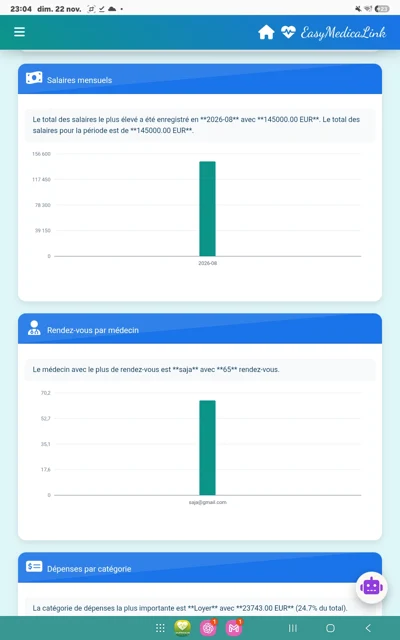 23:04 dim. 22 nov.
EasyMedicaLink
Salaires mensuels
Le total des salaires le plus élevé a été enregistré en **2026-08** avec **145000.00 EUR**. Le total des
salaires pour la période est de **145000.00 EUR**.
156 600
117 450
78 300
39 150
0
2026-08
Rendez-vous par médecin
Le médecin avec le plus de rendez-vous est **saja** avec **65** rendez-vous.
70,2
52,7
35,1
17,6
0
saja@gmail.com
Dépenses par catégorie
La catégorie de dépenses la plus importante est **Loyer** avec **23743.00 EUR** (24.7% du total).